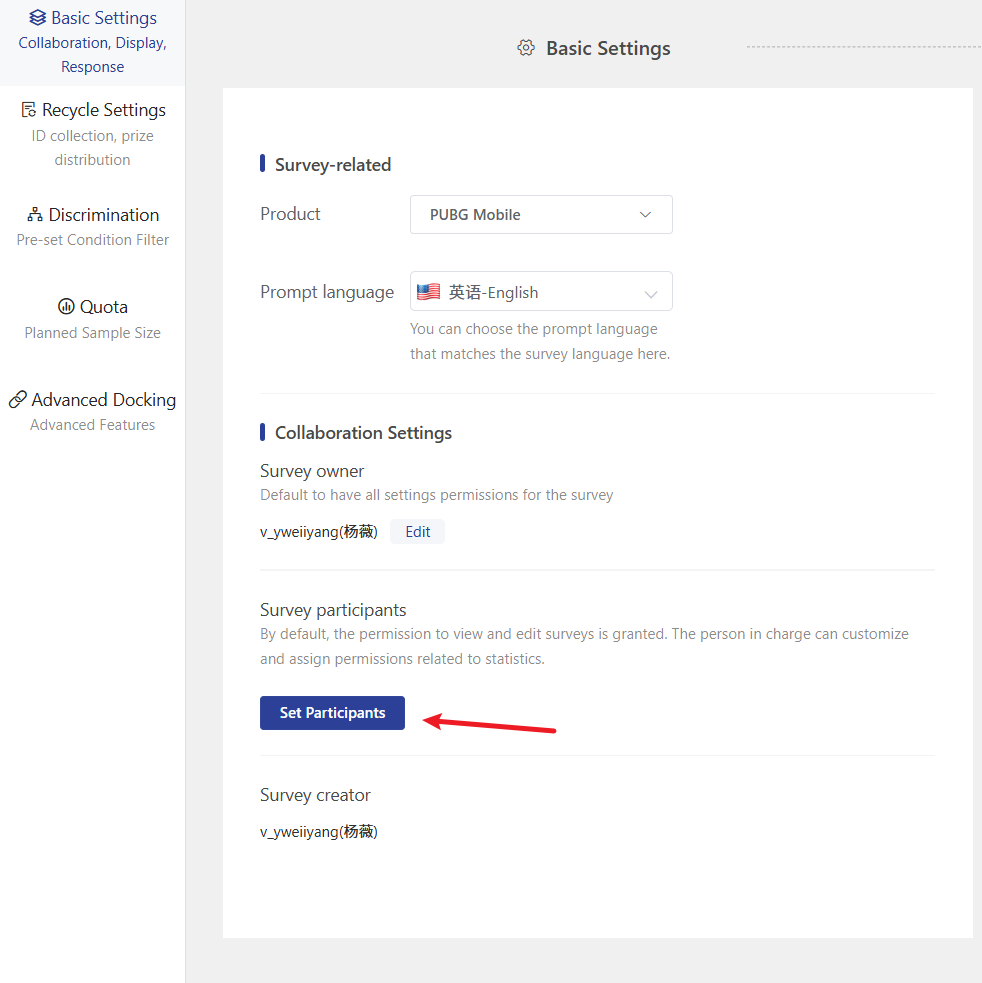 Basic Settings
Collaboration, Display,
Response
Recycle Settings
ID collection, prize
distribution
Discrimination
Pre-set Condition Filter
Quota
Planned Sample Size
Advanced Docking
Advanced Features
Basic Settings
Survey-related
Product
PUBG Mobile
Prompt language
英语-English
You can choose the prompt language
that matches the survey language here.
Collaboration Settings
Survey owner
Default to have all settings permissions for the survey
v_yweiiyang(杨薇)
Edit
Survey participants
By default, the permission to view and edit surveys is granted. The person in charge can customize
and assign permissions related to statistics.
Set Participants
Survey creator
v_yweiiyang(杨薇)